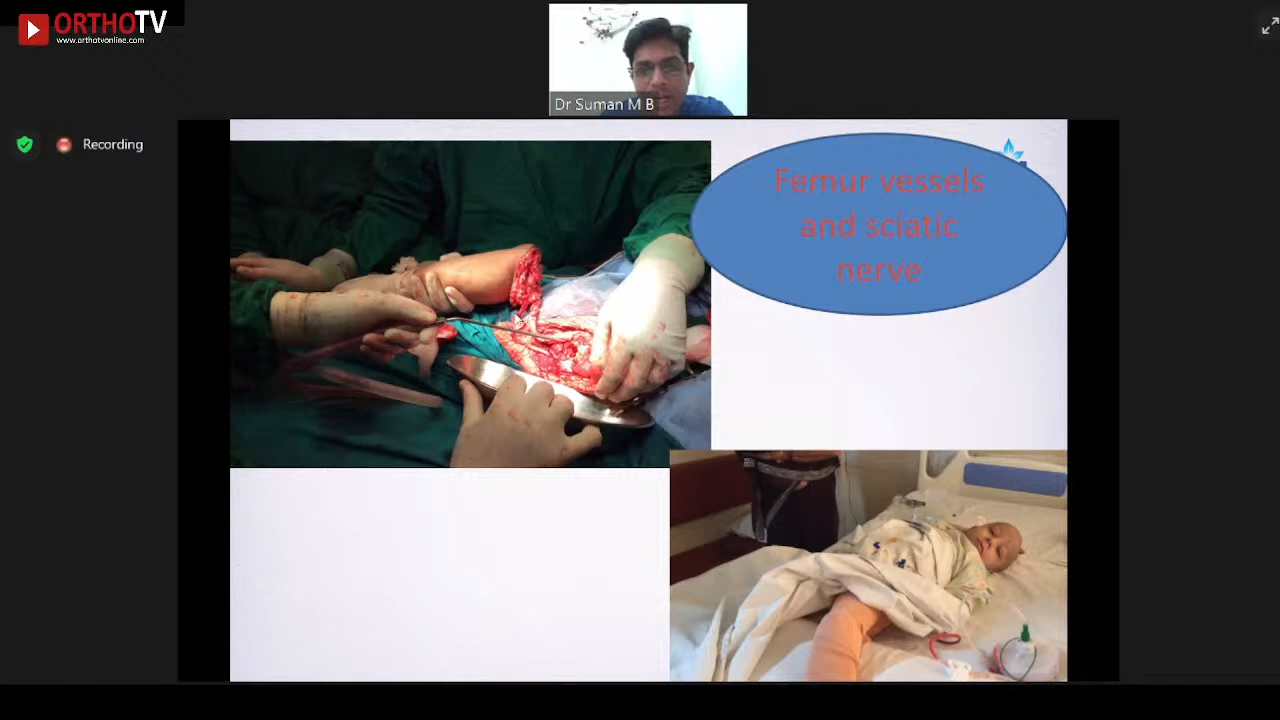 ORTHOTV
www.orthotvonline.com
Dr Suman M B
Recording
Femur vessels
and sciatic
nerve